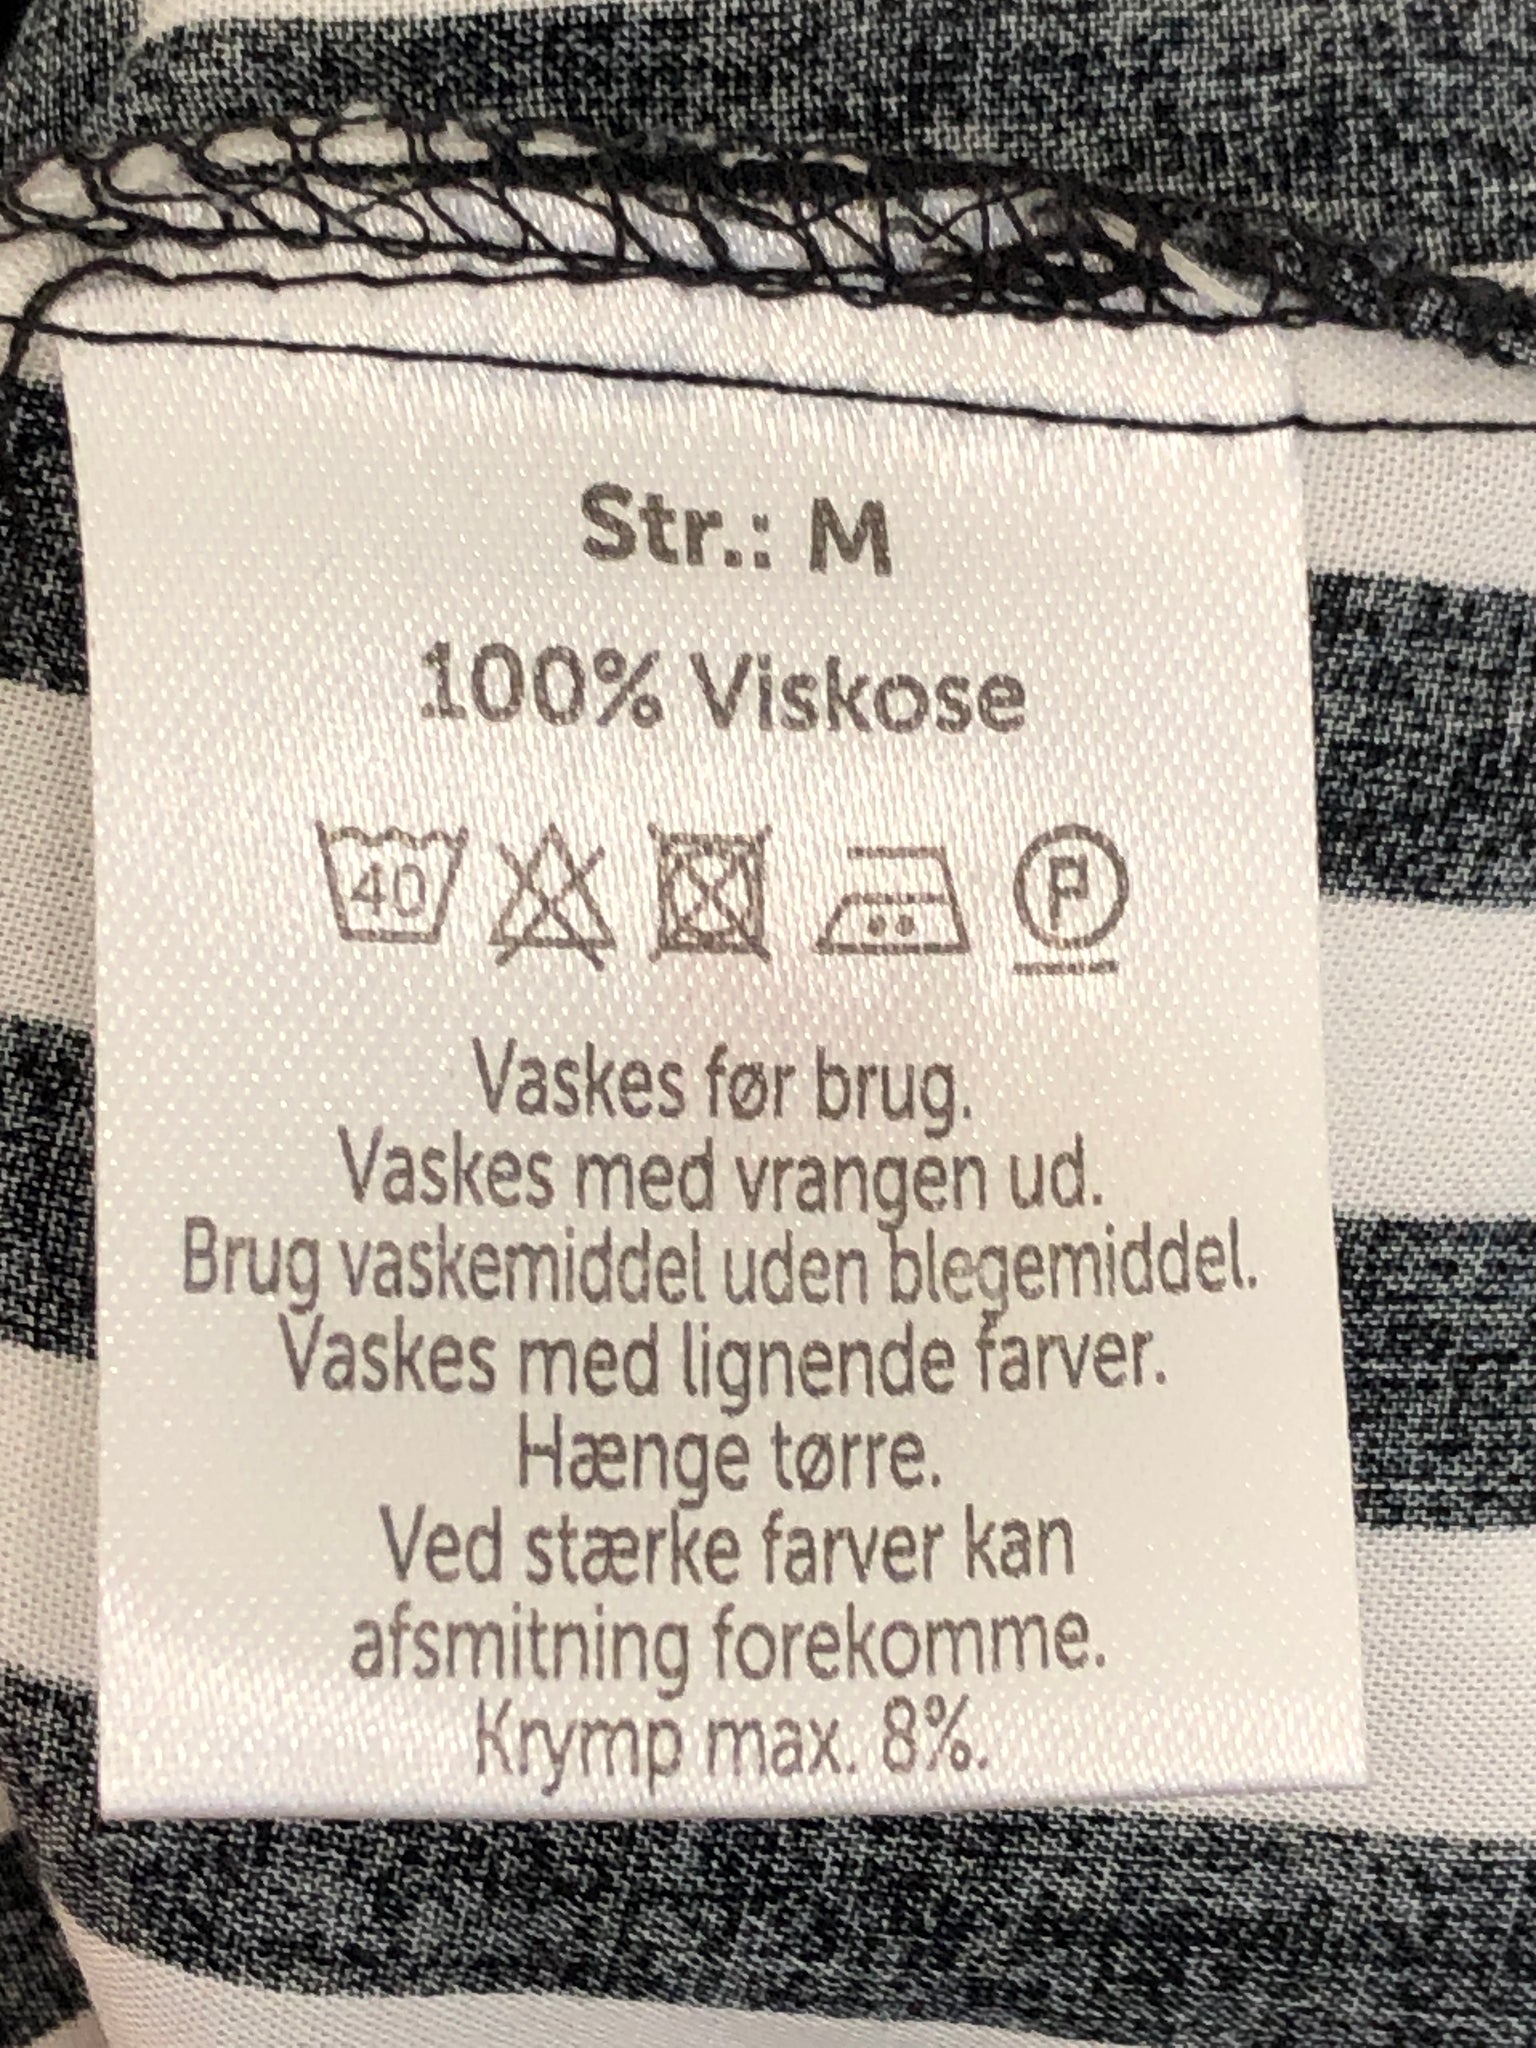 Str.: M
100% Viskose
40 P
Vaskes før brug.
Vaskes med vrangen ud.
Brug vaskemiddel uden blegemiddel.
Vaskes med lignende farver.
Hænge tørre.
Ved stærke farver kan
afsmitning forekomme.
Krymp max. 8%.